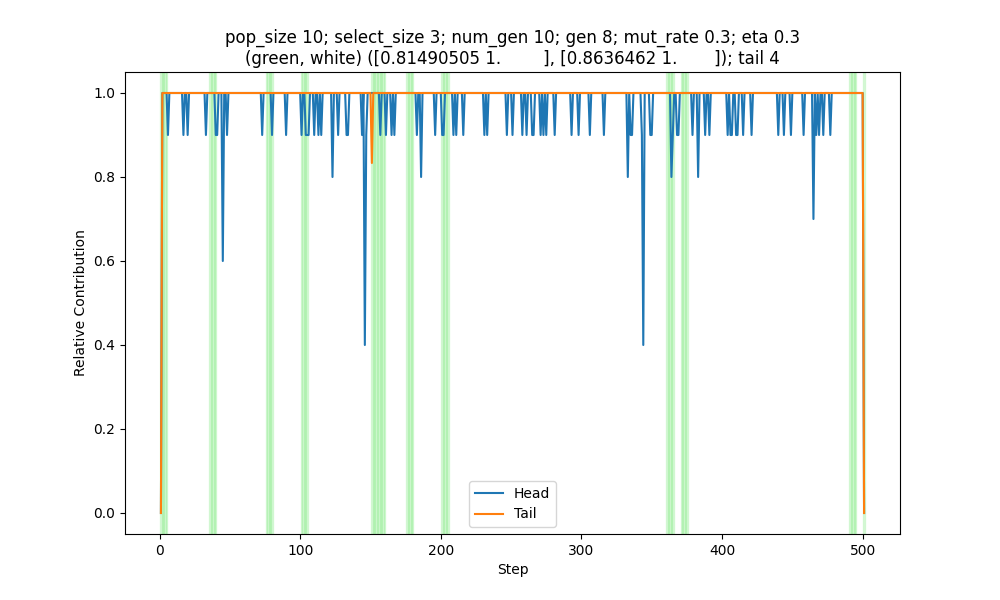 pop_size 10; select_size 3; num_gen 10; gen 8; mut_rate 0.3; eta 0.3
(green, white) ([0.81490505 1.        ], [0.8636462 1.       ]); tail 4
1.0
0.8
0.6
0.4
0.2
0.0
Relative Contribution
Head
Tail
0 100 200 300 400 500
Step